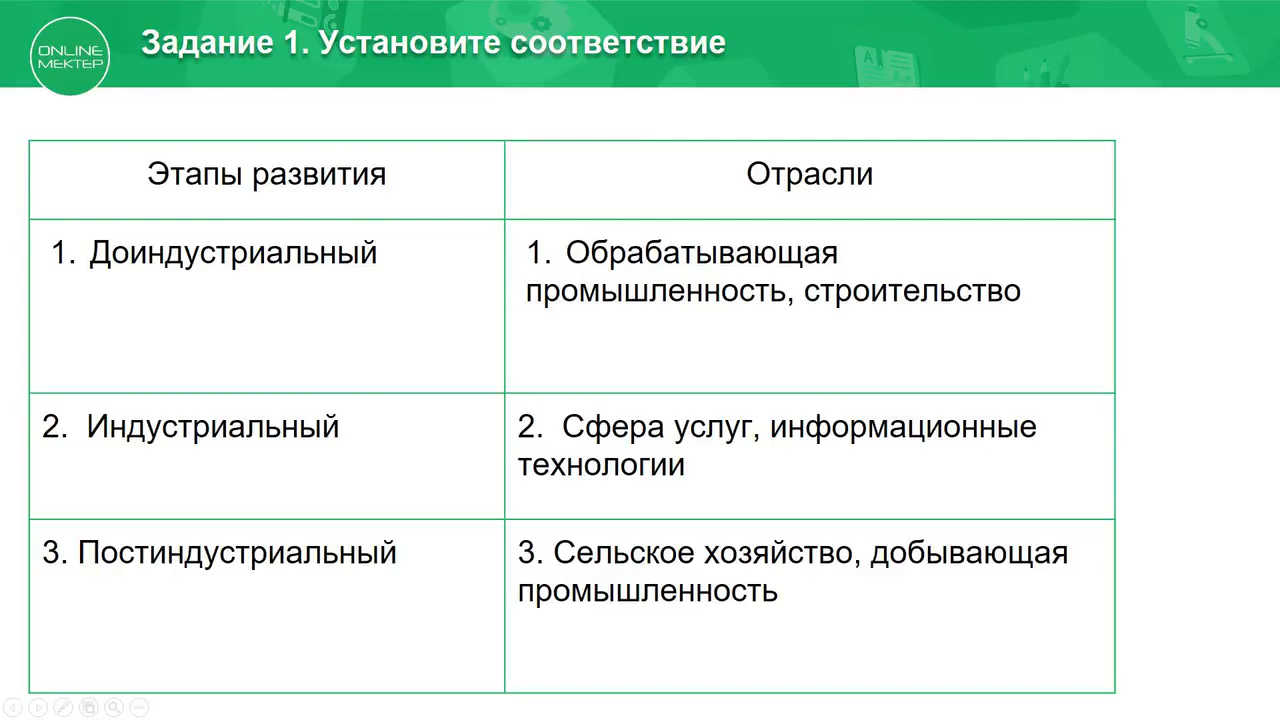 ONLINE
МЕКТЕР
Задание 1. Установите соответствие
Этапы развития
Отрасли
1. Доиндустриальный
1. Обрабатывающая
промышленность, строительство
2. Индустриальный
2. Сфера услуг, информационные
технологии
3. Постиндустриальный
3. Сельское хозяйство, добывающая
промышленность